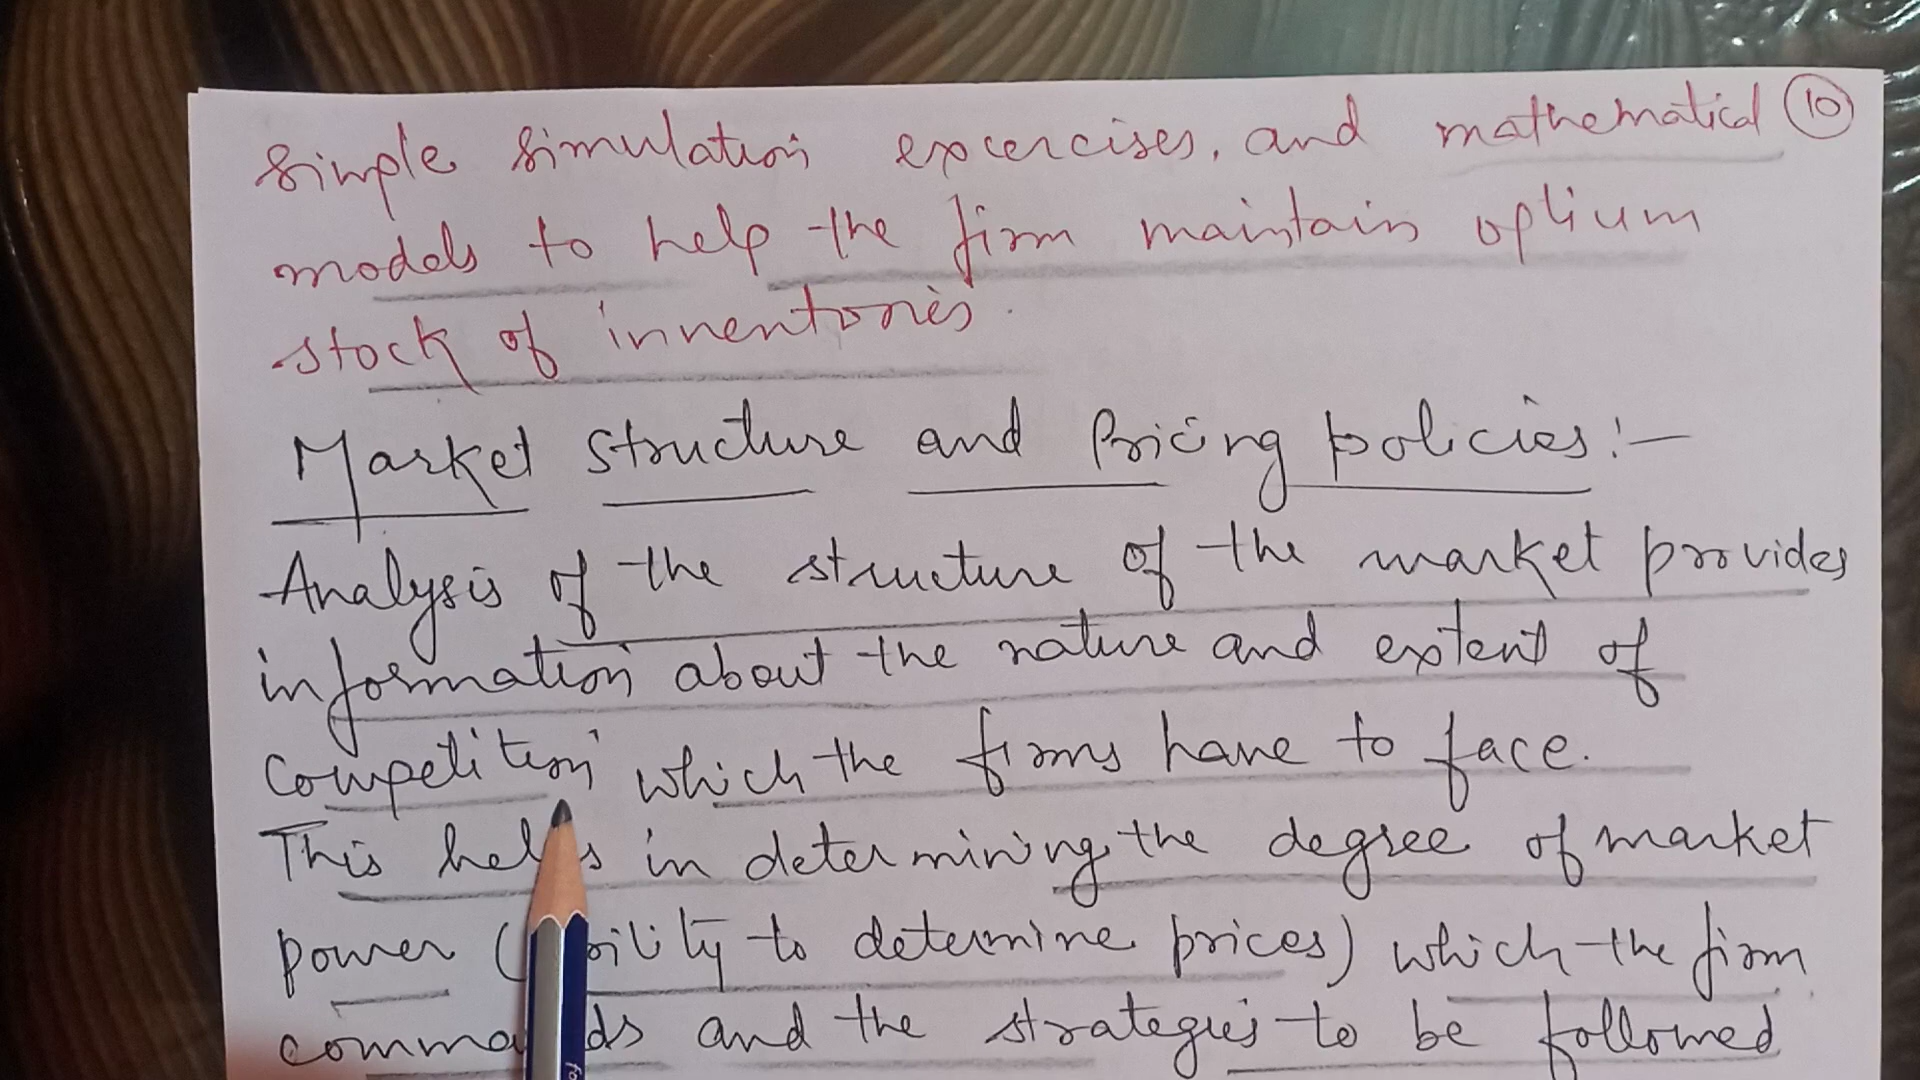 simple simulation excercises, and mathematical 10
models to help the firm maintain optium
stock of inventories.
Market structure and Pricing policies:-
Analysis of the structure of the market provides
information about the nature and extent of
Competition which the firms have to face.
This helps in determining the degree of market
power (ability to determine prices) which the firm
commands and the strategies to be followed